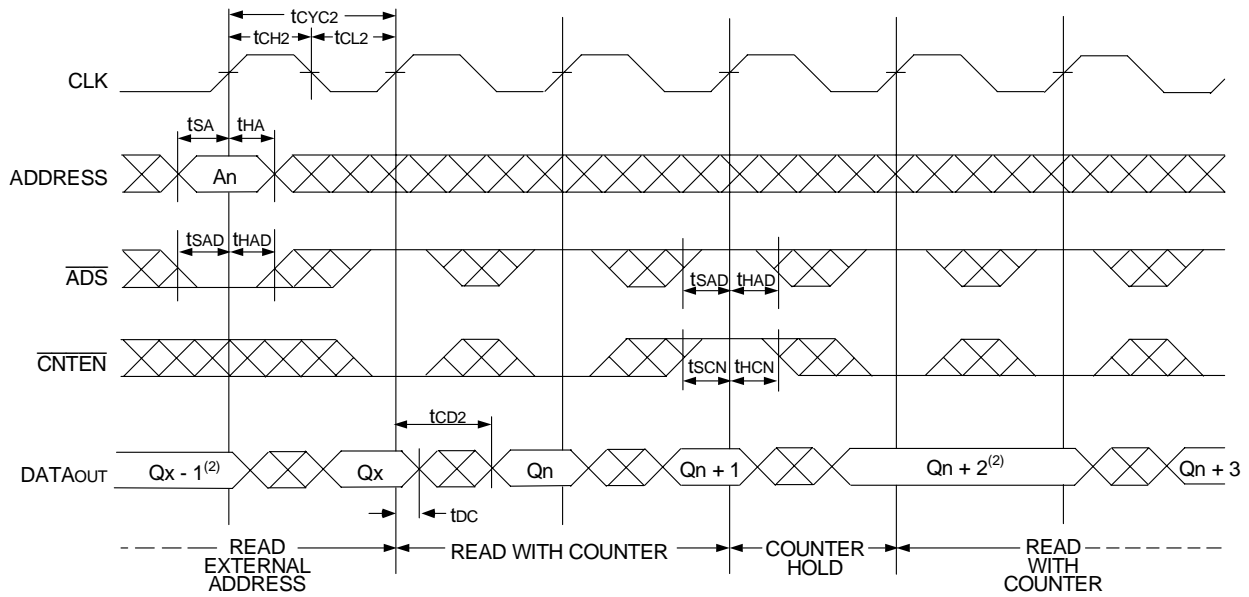 tCYC2
tCH2 tCL2
CLK
tSA tHA
ADDRESS An
tSAD tHAD
ADS
tSAD tHAD
CNTEN
tSCN tHCN
tCD2
DATAOUT Qx - 1(2) Qx Qn Qn + 1 Qn + 2(2) Qn + 3
tDC
READ EXTERNAL ADDRESS
READ WITH COUNTER
COUNTER HOLD
READ WITH COUNTER